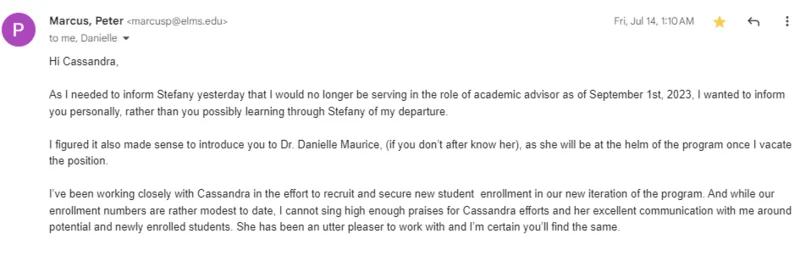 P
Marcus, Peter <marcusp@elms.edu>
Fri, Jul 14, 1:10 AM
to me, Danielle
Hi Cassandra,
As I needed to inform Stefany yesterday that I would no longer be serving in the role of academic advisor as of September 1st, 2023, I wanted to inform
you personally, rather than you possibly learning through Stefany of my departure.
I figured it also made sense to introduce you to Dr. Danielle Maurice, (if you don't after know her), as she will be at the helm of the program once I vacate
the position.
I've been working closely with Cassandra in the effort to recruit and secure new student enrollment in our new iteration of the program. And while our
enrollment numbers are rather modest to date, I cannot sing high enough praises for Cassandra efforts and her excellent communication with me around
potential and newly enrolled students. She has been an utter pleaser to work with and I'm certain you'll find the same.